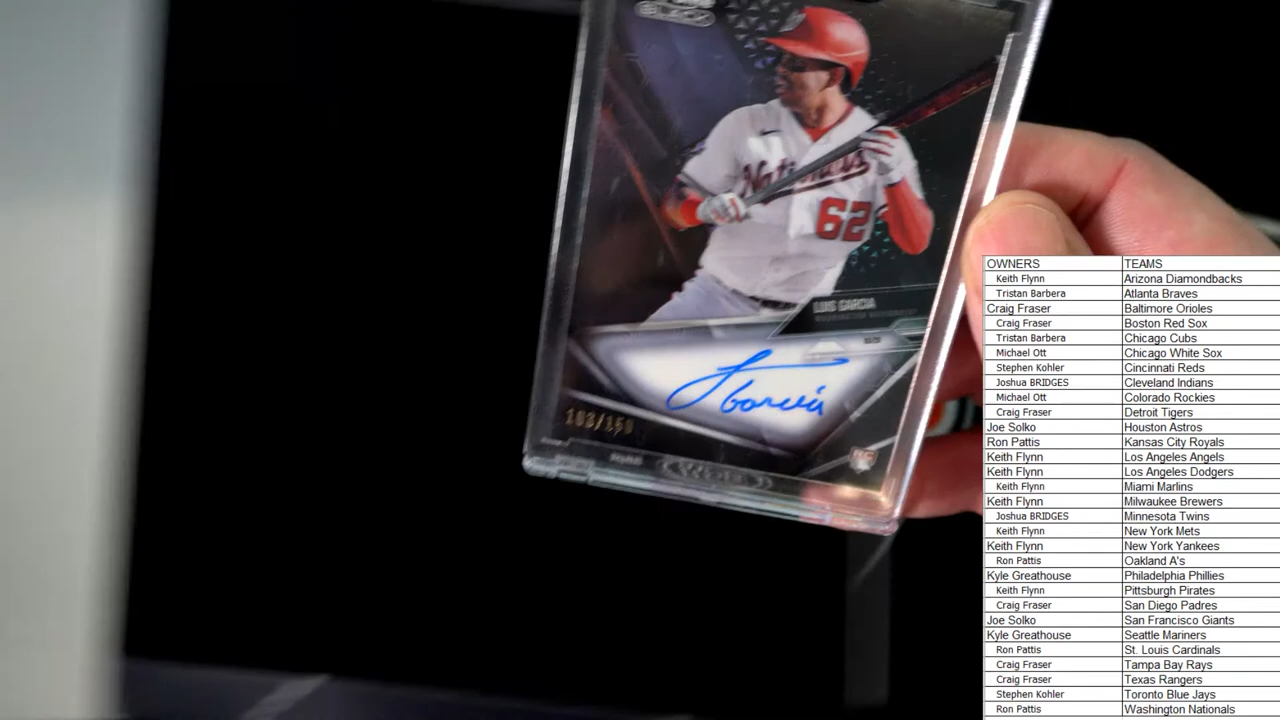 BLACK
Nationals
62
LUIS GARCIA
WASHINGTON NATIONALS
L Garcia
RC
OWNERS TEAMS
Keith Flynn Arizona Diamondbacks
Tristan Barbera Atlanta Braves
Craig Fraser Baltimore Orioles
Craig Fraser Boston Red Sox
Tristan Barbera Chicago Cubs
Michael Ott Chicago White Sox
Stephen Kohler Cincinnati Reds
Joshua BRIDGES Cleveland Indians
Michael Ott Colorado Rockies
Craig Fraser Detroit Tigers
Joe Solko Houston Astros
Ron Pattis Kansas City Royals
Keith Flynn Los Angeles Angels
Keith Flynn Los Angeles Dodgers
Keith Flynn Miami Marlins
Keith Flynn Milwaukee Brewers
Joshua BRIDGES Minnesota Twins
Keith Flynn New York Mets
Keith Flynn New York Yankees
Ron Pattis Oakland A's
Kyle Greathouse Philadelphia Phillies
Keith Flynn Pittsburgh Pirates
Craig Fraser San Diego Padres
Joe Solko San Francisco Giants
Kyle Greathouse Seattle Mariners
Ron Pattis St. Louis Cardinals
Craig Fraser Tampa Bay Rays
Craig Fraser Texas Rangers
Stephen Kohler Toronto Blue Jays
Ron Pattis Washington Nationals